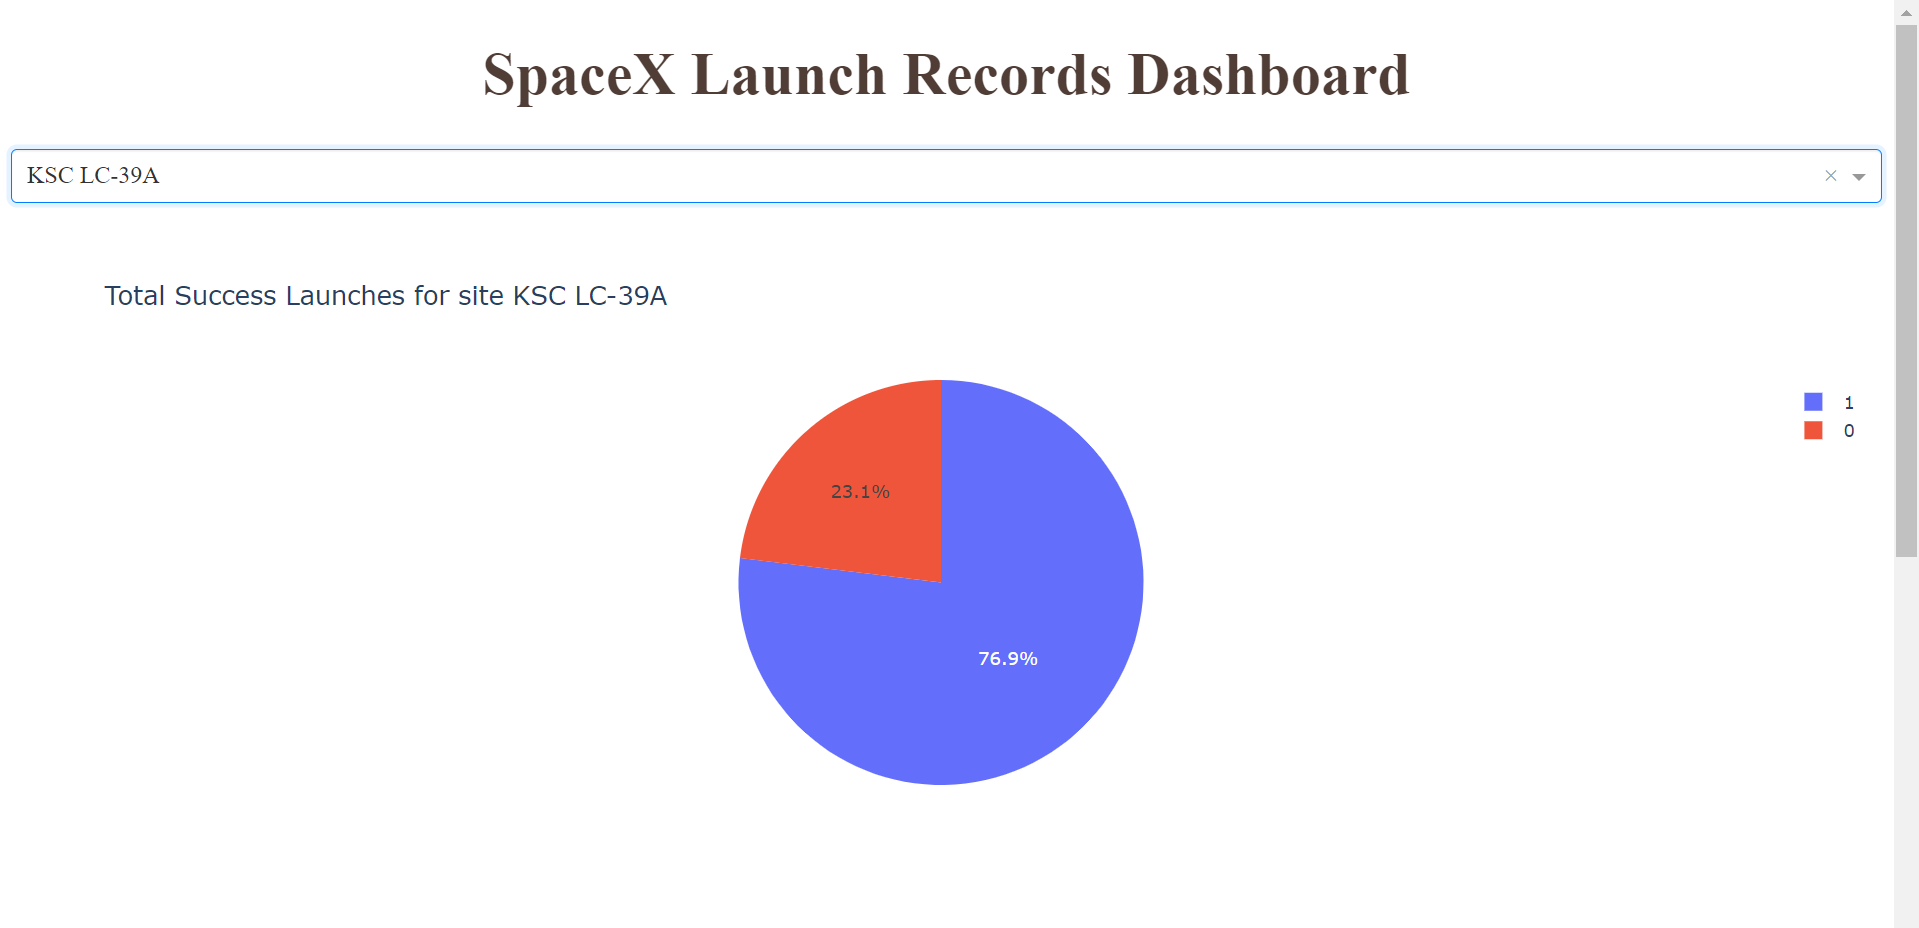 SpaceX Launch Records Dashboard
KSC LC-39A
Total Success Launches for site KSC LC-39A
1
0
23.1%
76.9%